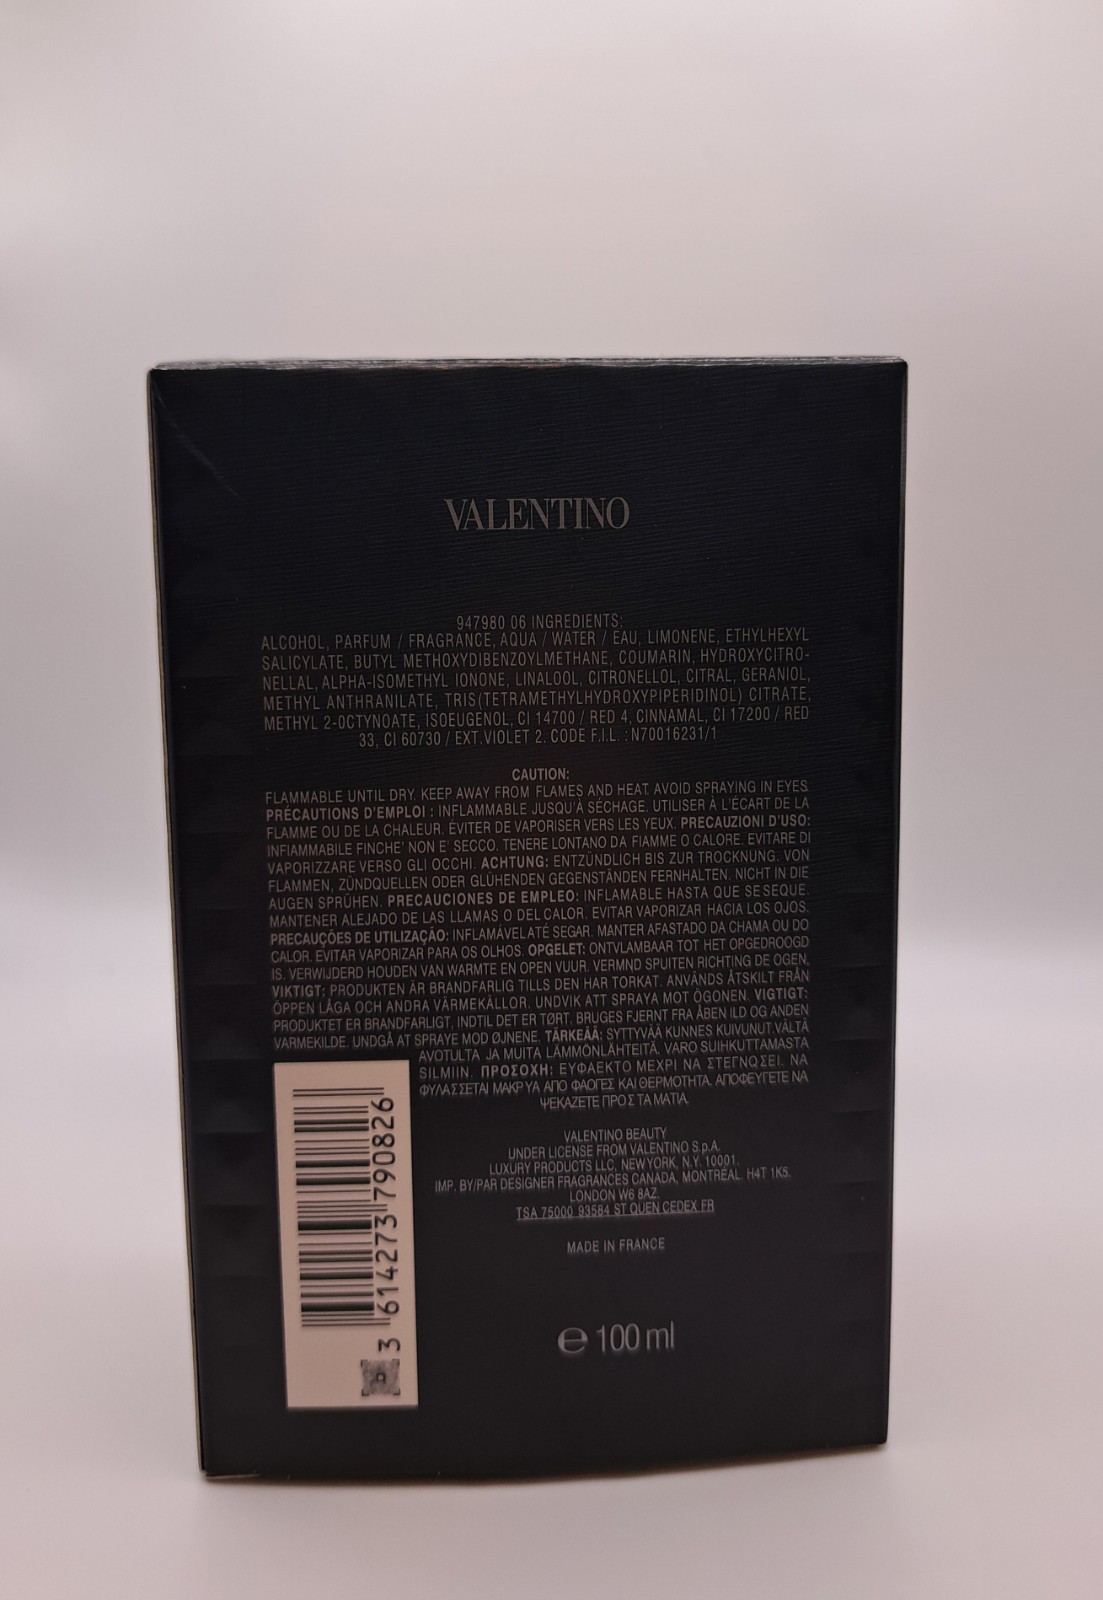 VALENTINO
947980 06 INGREDIENTS:
ALCOHOL, PARFUM / FRAGRANCE, AQUA / WATER / EAU, LIMONENE, ETHYLHEXYL
SALICYLATE, BUTYL METHOXYDIBENZOYLMETHANE, COUMARIN, HYDROXYCITRO-
NELLAL, ALPHA-ISOMETHYL IONONE, LINALOOL, CITRONELLOL, CITRAL, GERANIOL,
METHYL ANTHRANILATE, TRIS(TETRAMETHYLHYDROXYPIPERIDINOL) CITRATE,
METHYL 2-OCTYNOATE, ISOEUGENOL, CI 14700 / RED 4, CINNAMAL, CI 17200 / RED
33, CI 60730 / EXT.VIOLET 2. CODE F.I.L. : N70016231/1
CAUTION:
FLAMMABLE UNTIL DRY. KEEP AWAY FROM FLAMES AND HEAT. AVOID SPRAYING IN EYES.
PRÉCAUTIONS D'EMPLOI : INFLAMMABLE JUSQU'À SÉCHAGE. UTILISER À L'ÉCART DE LA
FLAMME OU DE LA CHALEUR. ÉVITER DE VAPORISER VERS LES YEUX. PRECAUZIONI D'USO:
INFIAMMABILE FINCHE' NON E' SECCO. TENERE LONTANO DA FIAMME O CALORE. EVITARE DI
VAPORIZZARE VERSO GLI OCCHI. ACHTUNG: ENTZÜNDLICH BIS ZUR TROCKNUNG. VON
FLAMMEN, ZÜNDQUELLEN ODER GLÜHENDEN GEGENSTÄNDEN FERNHALTEN. NICHT IN DIE
AUGEN SPRÜHEN. PRECAUCIONES DE EMPLEO: INFLAMABLE HASTA QUE SE SEQUE.
MANTENER ALEJADO DE LAS LLAMAS O DEL CALOR. EVITAR VAPORIZAR HACIA LOS OJOS.
PRECAUÇÕES DE UTILIZAÇÃO: INFLAMÁVEL ATÉ SEGAR. MANTER AFASTADO DA CHAMA OU DO
CALOR. EVITAR VAPORIZAR PARA OS OLHOS. OPGELET: ONTVLAMBAAR TOT HET OPGEDROOGD
IS. VERWIJDERD HOUDEN VAN WARMTE EN OPEN VUUR. VERMND SPUITEN RICHTING DE OGEN.
VIKTIGT: PRODUKTEN ÄR BRANDFARLIG TILLS DEN HAR TORKAT. ANVÄNDS ÅTSKILT FRÅN
ÖPPEN LÅGA OCH ANDRA VÄRMEKÄLLOR. UNDVIK ATT SPRAYA MOT ÖGONEN. VIGTIGT:
PRODUKTET ER BRANDFARLIGT, INDTIL DET ER TØRT. BRUGES FJERNT FRA ÅBEN ILD OG ANDEN
VARMEKILDE. UNDGÅ AT SPRAYE MOD ØJNENE. TÄRKEÄÄ: SYTTYVÄÄ KUNNES KUIVUNUT. VÄLTÄ
AVOTULTA JA MUITA LÄMMÖNLÄHTEITÄ. VARO SUIHKUTTAMASTA
SILMIIN. ΠΡΟΣΟΧΗ: ΕΥΦΛΕΚΤΟ ΜΕΧΡΙ ΝΑ ΣΤΕΓΝΩΣΕΙ. ΝΑ
ΦΥΛΑΣΣΕΤΑΙ ΜΑΚΡΥΑ ΑΠΟ ΦΛΟΓΕΣ ΚΑΙ ΘΕΡΜΟΤΗΤΑ. ΑΠΟΦΕΥΓΕΤΕ ΝΑ
ΨΕΚΑΖΕΤΕ ΠΡΟΣ ΤΑ ΜΑΤΙΑ.
VALENTINO BEAUTY
UNDER LICENSE FROM VALENTINO S.p.A.
LUXURY PRODUCTS LLC, NEW YORK, N.Y. 10001.
IMP. BY/PAR DESIGNER FRAGRANCES CANADA, MONTRÉAL. H4T 1K5.
LONDON W6 8AZ.
TSA 75000 93584 ST OUEN CEDEX FR
MADE IN FRANCE
℮ 100 ml
3 614273 790826